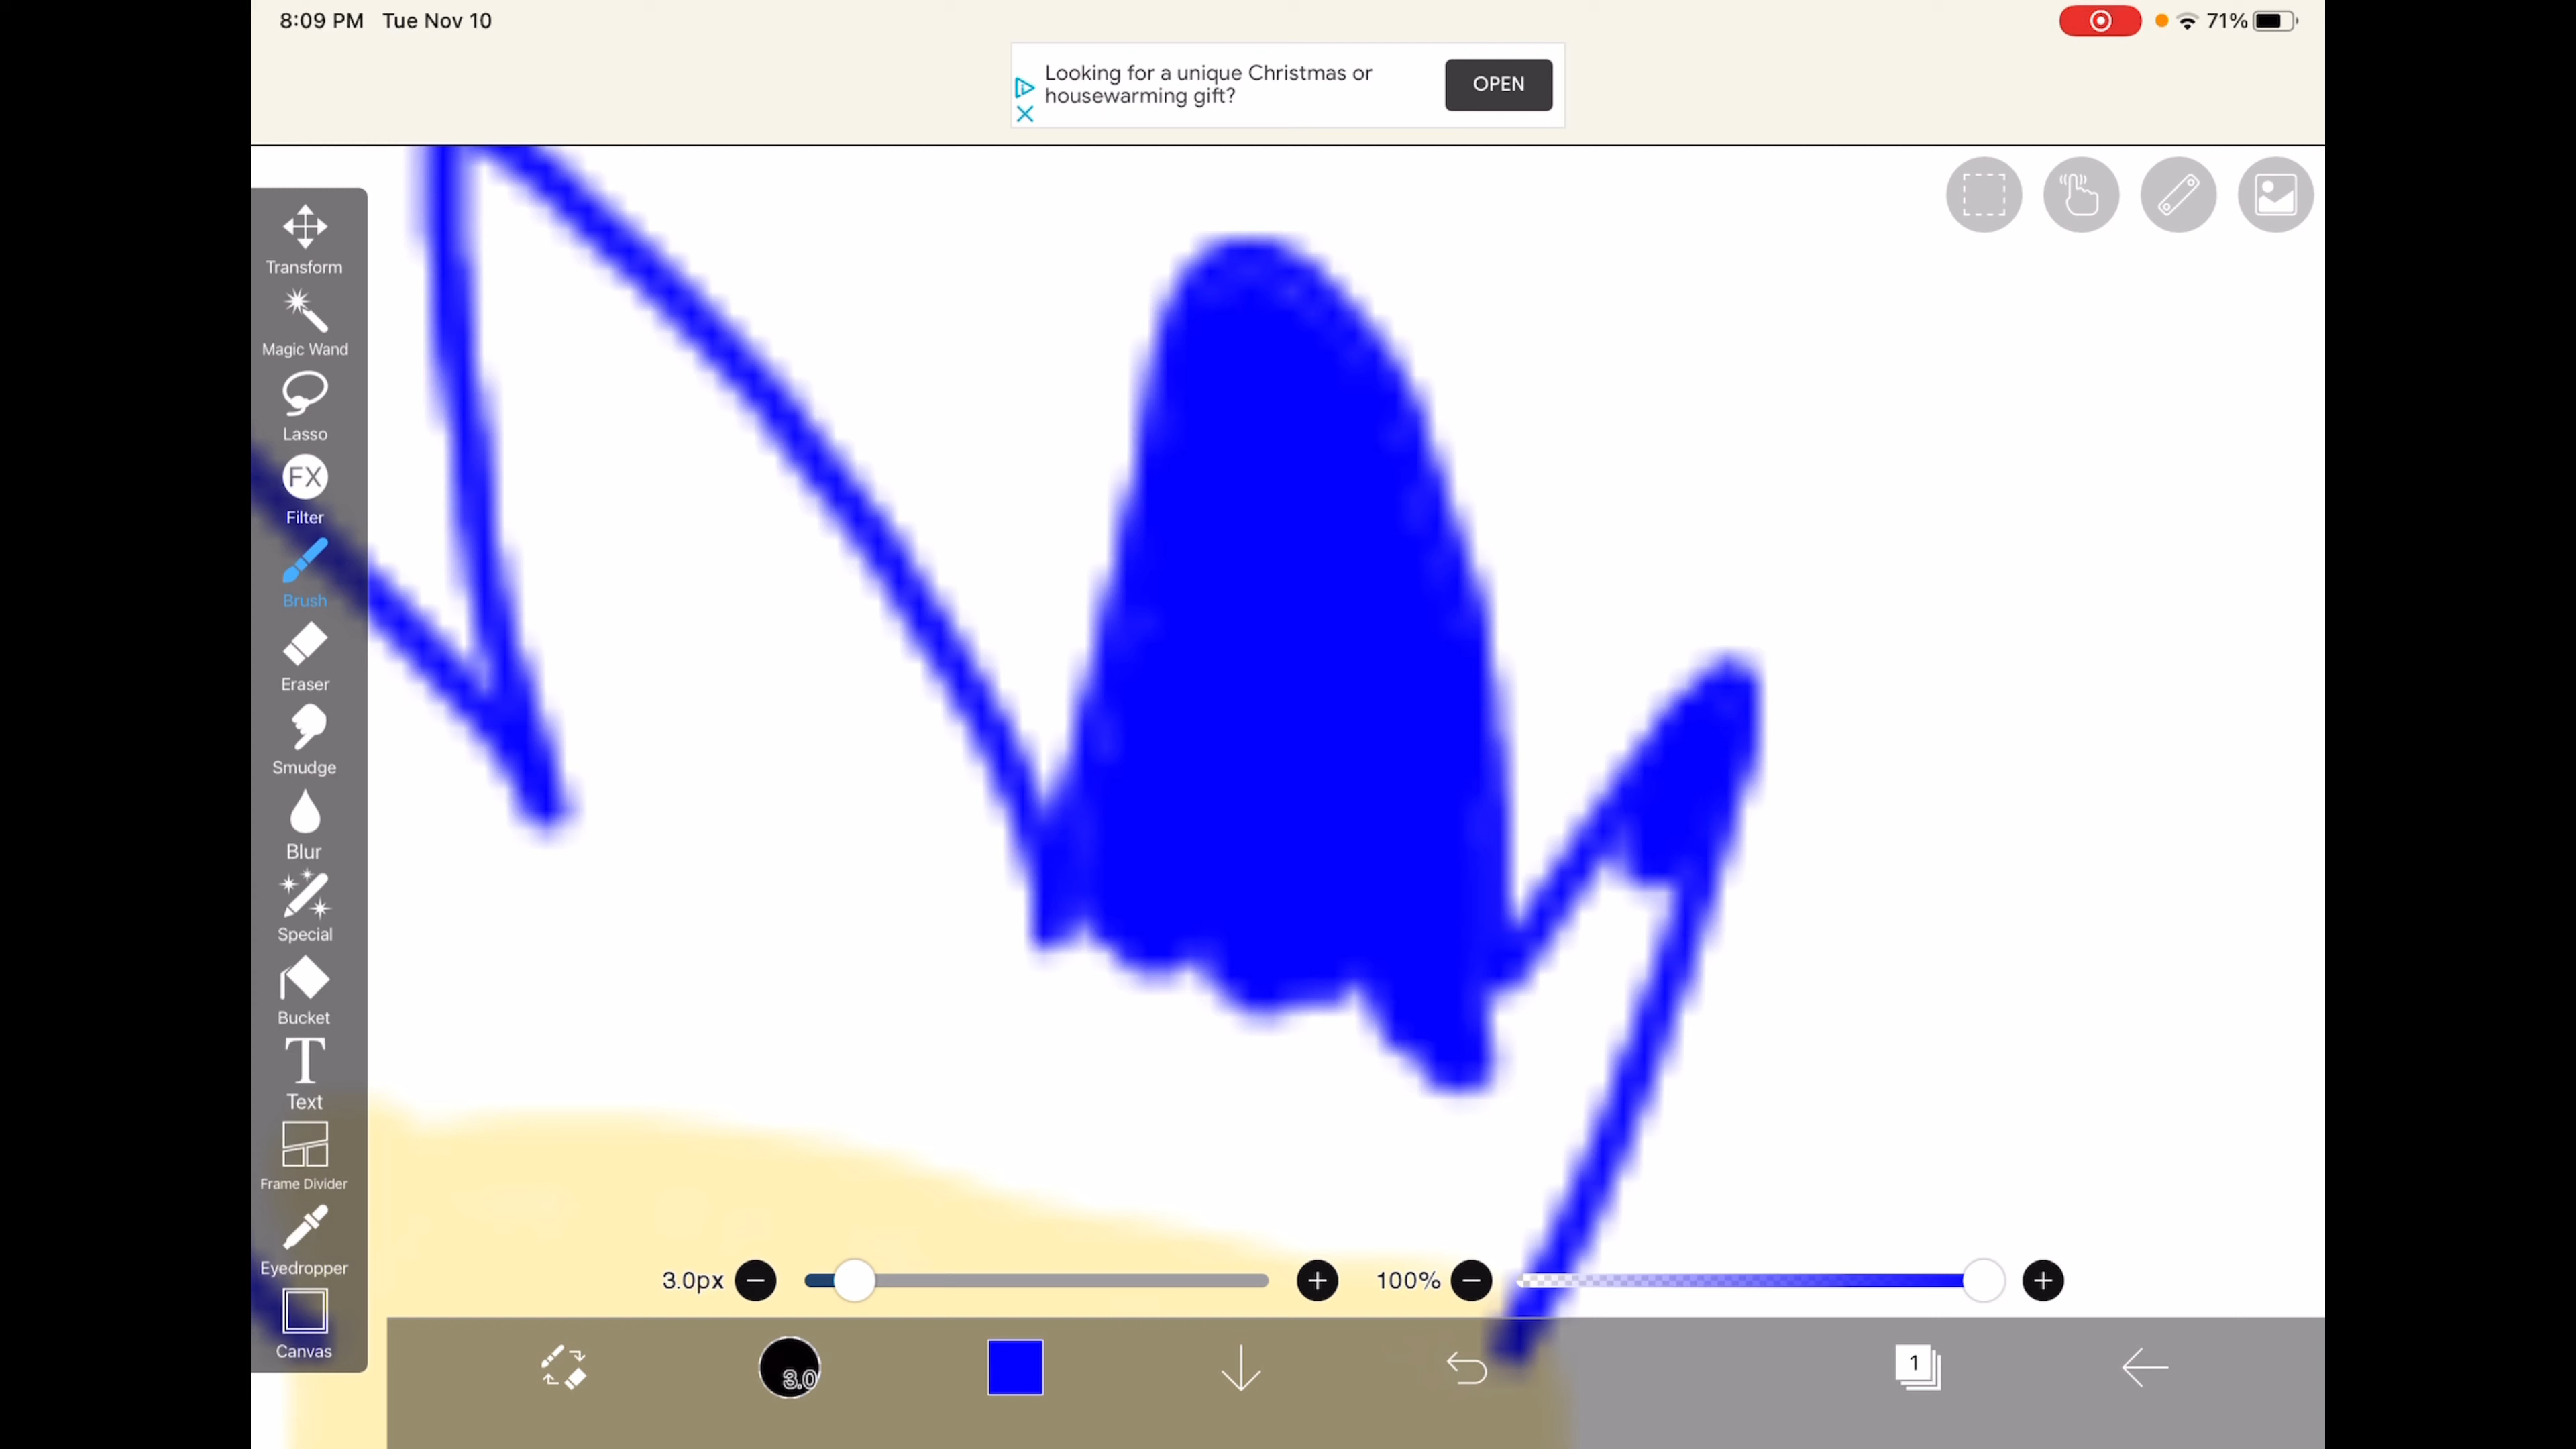 8:09 PM Tue Nov 10
71%
Looking for a unique Christmas or
housewarming gift?
OPEN
Transform
Magic Wand
Lasso
FX
Filter
Brush
Eraser
Smudge
Blur
Special
Bucket
T
Text
Frame Divider
Eyedropper
Canvas
3.0px
100%
3.0
1